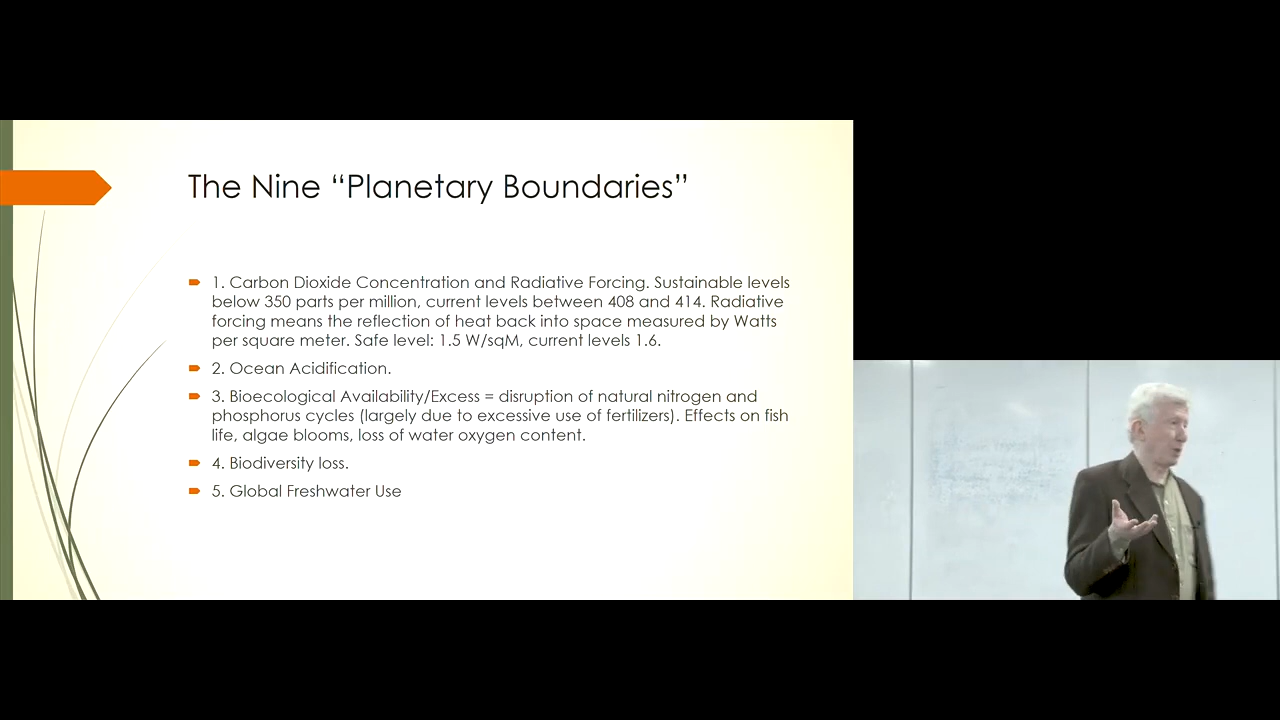 The Nine “Planetary Boundaries”
1. Carbon Dioxide Concentration and Radiative Forcing. Sustainable levels
below 350 parts per million, current levels between 408 and 414. Radiative
forcing means the reflection of heat back into space measured by Watts
per square meter. Safe level: 1.5 W/sqM, current levels 1.6.
2. Ocean Acidification.
3. Bioecological Availability/Excess = disruption of natural nitrogen and
phosphorus cycles (largely due to excessive use of fertilizers). Effects on fish
life, algae blooms, loss of water oxygen content.
4. Biodiversity loss.
5. Global Freshwater Use